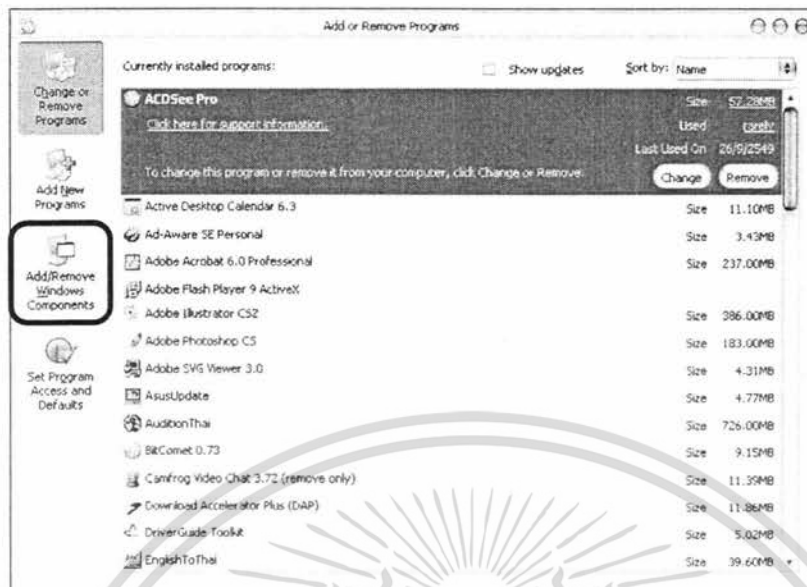 Add or Remove Programs
Change or
Remove
Programs
Add New
Programs
Add/Remove
Windows
Components
Set Program
Access and
Defaults
Currently installed programs:
Show updates
Sort by: Name
ACDSee Pro Size 57.28MB
Click here for support information. Used rarely
Last Used On 26/9/2549
To change this program or remove it from your computer, click Change or Remove.
Change Remove
Active Desktop Calendar 6.3 Size 11.10MB
Ad-Aware SE Personal Size 3.43MB
Adobe Acrobat 6.0 Professional Size 237.00MB
Adobe Flash Player 9 ActiveX
Adobe Illustrator CS2 Size 386.00MB
Adobe Photoshop CS Size 183.00MB
Adobe SVG Viewer 3.0 Size 4.31MB
AsusUpdate Size 4.77MB
AuditionThai Size 726.00MB
BitComet 0.73 Size 9.15MB
Camfrog Video Chat 3.72 (remove only) Size 11.39MB
Download Accelerator Plus (DAP) Size 11.86MB
DriverGuide Toolkit Size 5.02MB
EnglishToThai Size 39.60MB